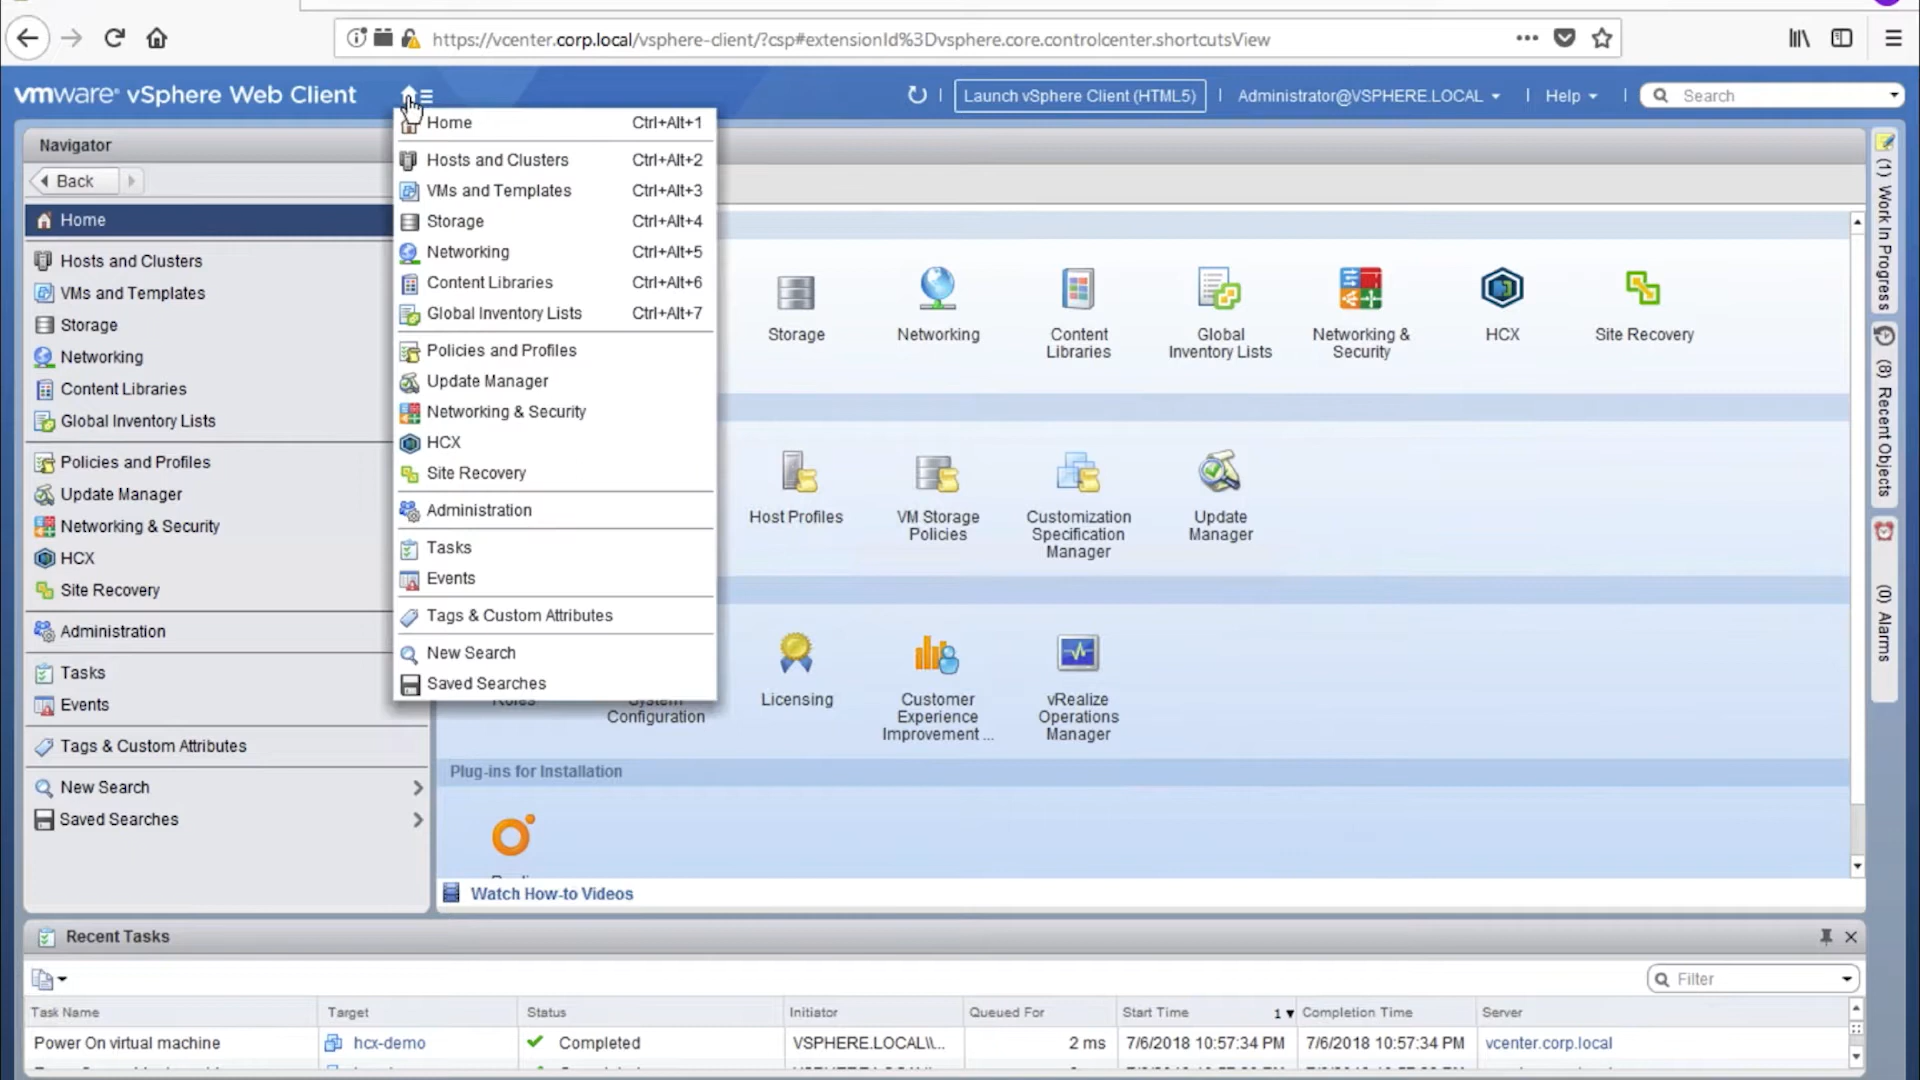 https://vcenter.corp.local/vsphere-client/?csp#extensionId%3Dvsphere.core.controlcenter.shortcutsView
vmware® vSphere Web Client
Launch vSphere Client (HTML5)
Administrator@VSPHERE.LOCAL
Help
Search
Navigator
Back
Home
Hosts and Clusters
VMs and Templates
Storage
Networking
Content Libraries
Global Inventory Lists
Policies and Profiles
Update Manager
Networking & Security
HCX
Site Recovery
Administration
Tasks
Events
Tags & Custom Attributes
New Search
Saved Searches
Home Ctrl+Alt+1
Hosts and Clusters Ctrl+Alt+2
VMs and Templates Ctrl+Alt+3
Storage Ctrl+Alt+4
Networking Ctrl+Alt+5
Content Libraries Ctrl+Alt+6
Global Inventory Lists Ctrl+Alt+7
Policies and Profiles
Update Manager
Networking & Security
HCX
Site Recovery
Administration
Tasks
Events
Tags & Custom Attributes
New Search
Saved Searches
Storage
Networking
Content
Libraries
Global
Inventory Lists
Networking &
Security
HCX
Site Recovery
Host Profiles
VM Storage
Policies
Customization
Specification
Manager
Update
Manager
Roles
System
Configuration
Licensing
Customer
Experience
Improvement ...
vRealize
Operations
Manager
Plug-ins for Installation
Watch How-to Videos
(1) Work In Progress
(8) Recent Objects
(0) Alarms
Recent Tasks
Filter
Task Name Target Status Initiator Queued For Start Time 1 Completion Time Server
Power On virtual machine hcx-demo Completed VSPHERE.LOCAL\\... 2 ms 7/6/2018 10:57:34 PM 7/6/2018 10:57:34 PM vcenter.corp.local